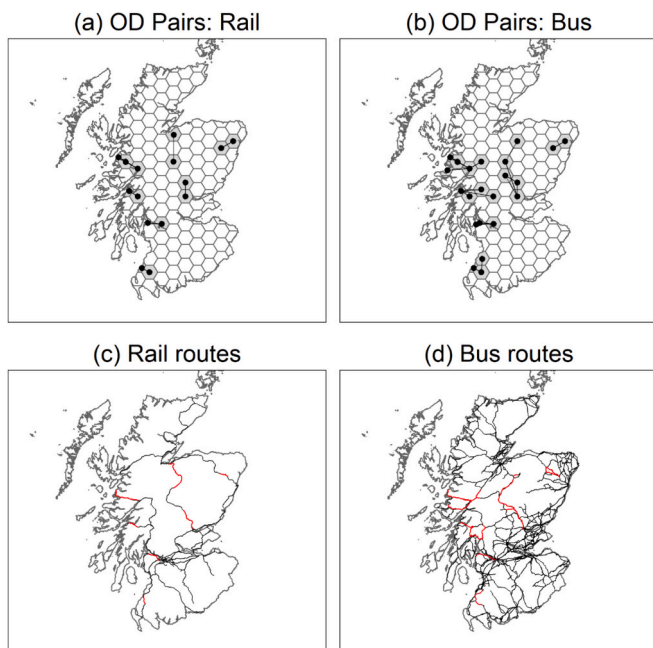 (a) OD Pairs: Rail
(b) OD Pairs: Bus
(c) Rail routes
(d) Bus routes